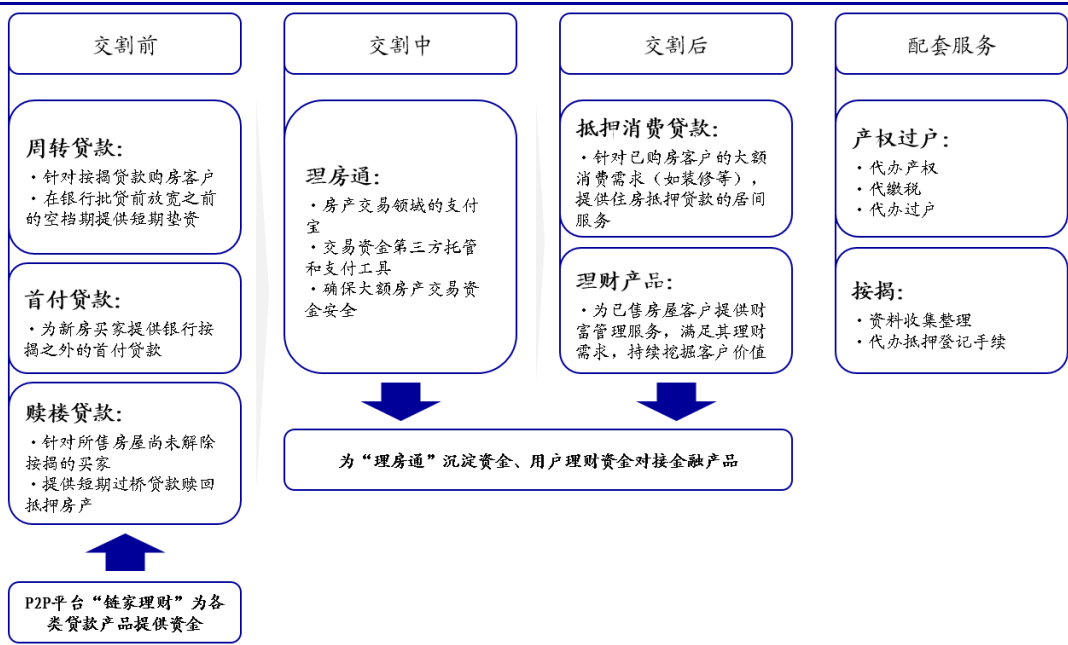 交割前
周转贷款:
·针对按揭贷款购房客户
·在银行批贷前放宽之前
的空档期提供短期垫资
首付贷款:
·为新房买家提供银行按
揭之外的首付贷款
赎楼贷款:
·针对所售房屋尚未解除
按揭的买家
·提供短期过桥贷款赎回
抵押房产
P2P平台“链家理财”为各
类贷款产品提供资金
交割中
理房通:
·房产交易领域的支付
宝
·交易资金第三方托管
和支付工具
·确保大额房产交易资
金安全
交割后
抵押消费贷款:
·针对已购房客户的大额
消费需求（如装修等），
提供住房抵押贷款的居间
服务
理财产品:
·为已售房屋客户提供财
富管理服务，满足其理财
需求，持续挖掘客户价值
为“理房通”沉淀资金、用户理财资金对接金融产品
配套服务
产权过户:
·代办产权
·代缴税
·代办过户
按揭:
·资料收集整理
·代办抵押登记手续